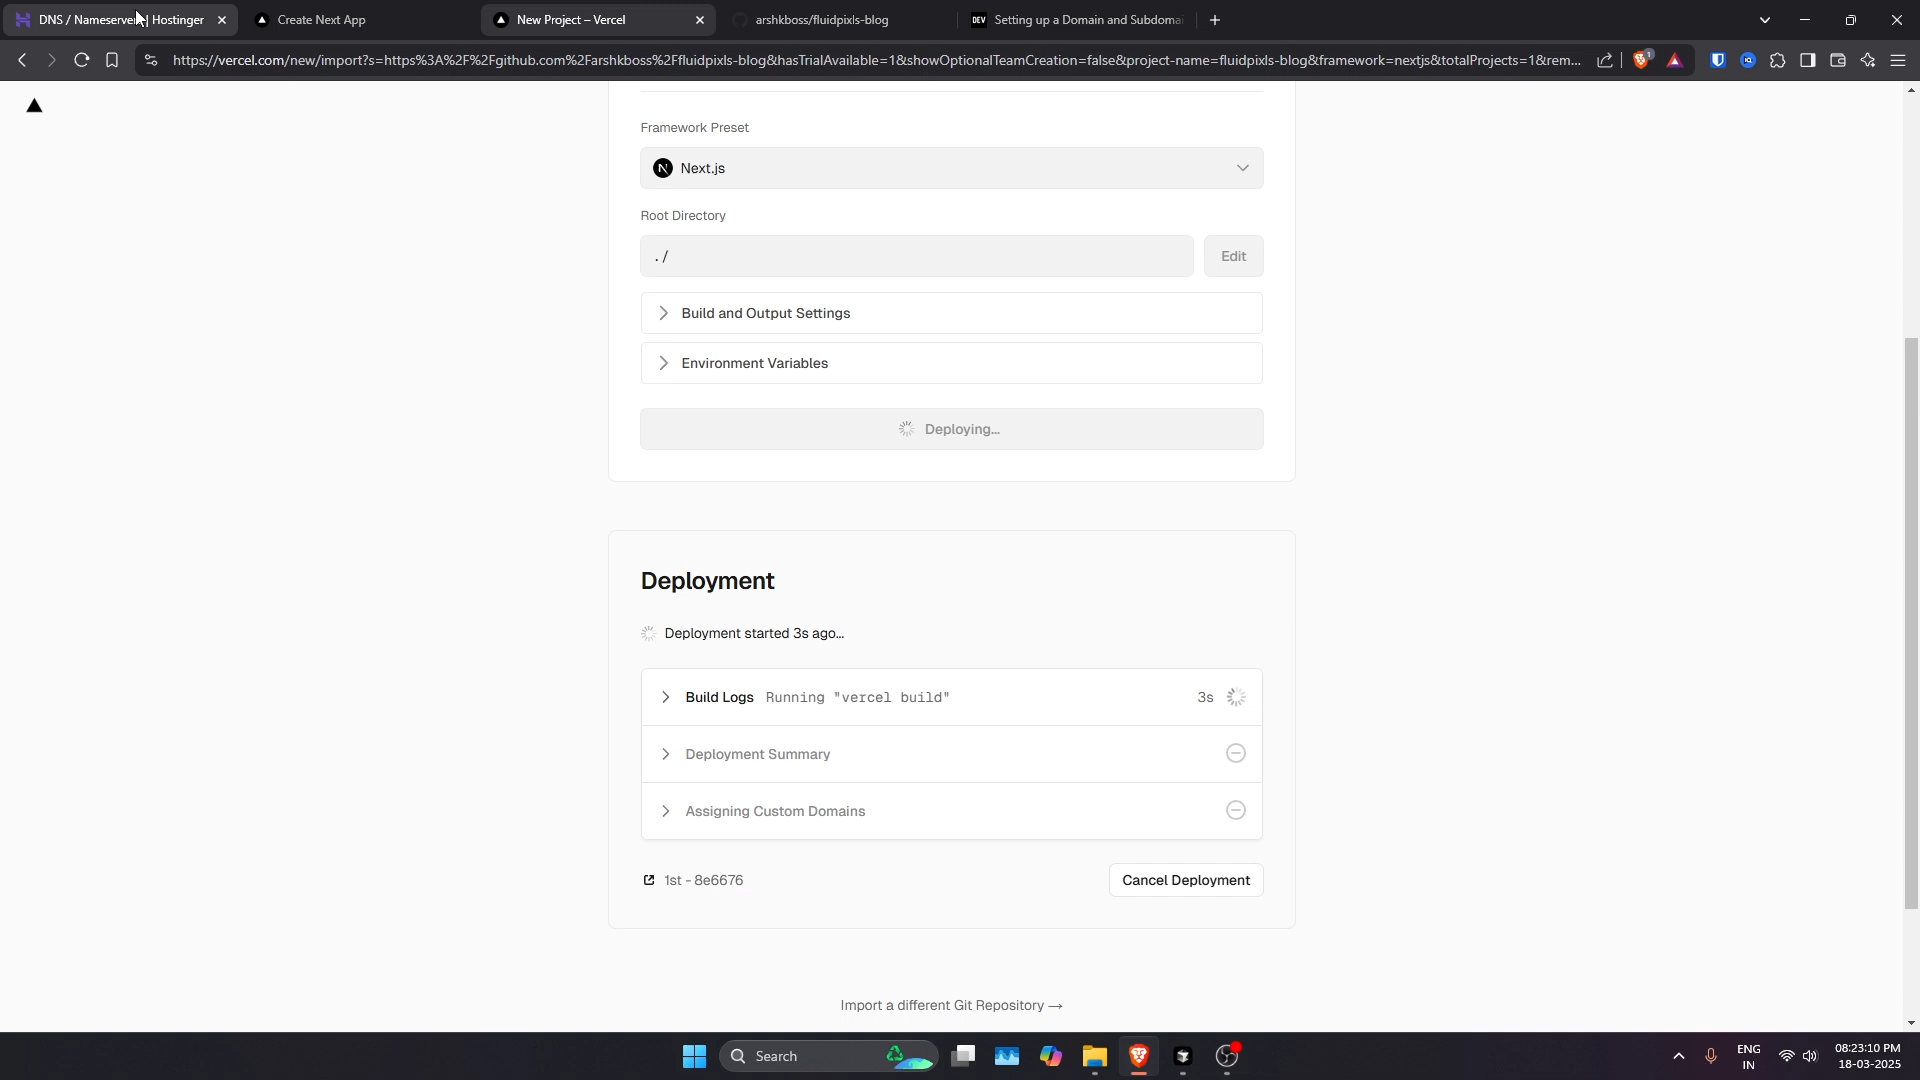 DNS / Nameserver | Hostinger
Create Next App
New Project – Vercel
arshkboss/fluidpixls-blog
DEV
Setting up a Domain and Subdomai
https://vercel.com/new/import?s=https%3A%2F%2Fgithub.com%2Farshkboss%2Ffluidpixls-blog&hasTrialAvailable=1&showOptionalTeamCreation=false&project-name=fluidpixls-blog&framework=nextjs&totalProjects=1&rem...
1
Framework Preset
N Next.js
Root Directory
./
Edit
Build and Output Settings
Environment Variables
Deploying...
Deployment
Deployment started 3s ago...
Build Logs Running "vercel build" 3s
Deployment Summary
Assigning Custom Domains
1st - 8e6676
Cancel Deployment
Import a different Git Repository →
Search
ENG
IN
08:23:10 PM
18-03-2025